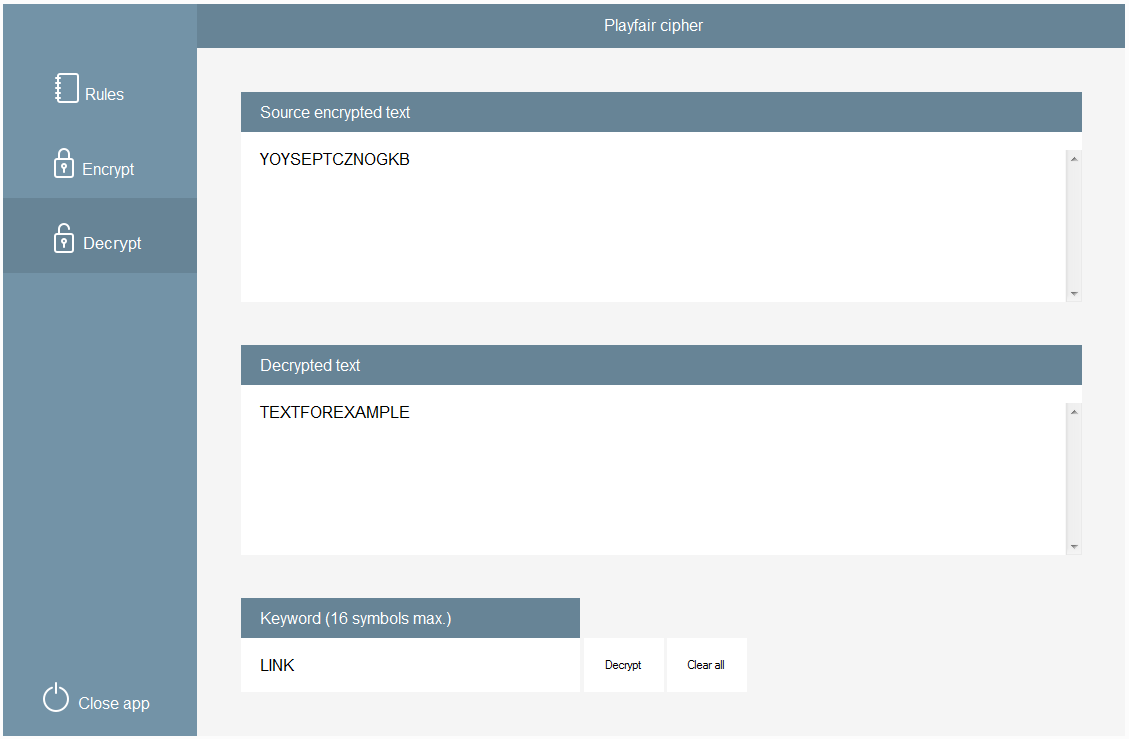 Playfair cipher
Rules
Encrypt
Decrypt
Close app
Source encrypted text
YOYSEPTCZNOGKB
Decrypted text
TEXTFOREXAMPLE
Keyword (16 symbols max.)
LINK
Decrypt
Clear all